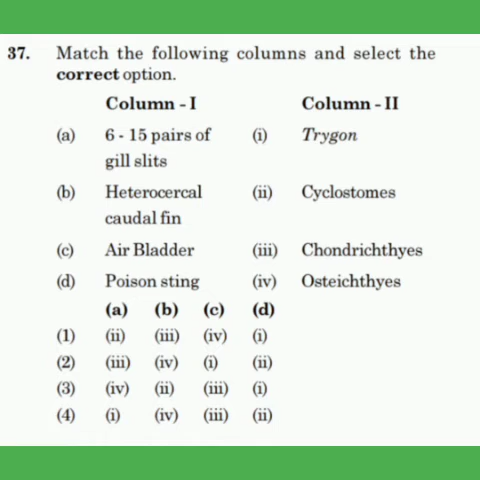 37. Match the following columns and select the
correct option.
Column - I Column - II
(a) 6 - 15 pairs of (i) Trygon
gill slits
(b) Heterocercal (ii) Cyclostomes
caudal fin
(c) Air Bladder (iii) Chondrichthyes
(d) Poison sting (iv) Osteichthyes
(a) (b) (c) (d)
(1) (ii) (iii) (iv) (i)
(2) (iii) (iv) (i) (ii)
(3) (iv) (ii) (iii) (i)
(4) (i) (iv) (iii) (ii)